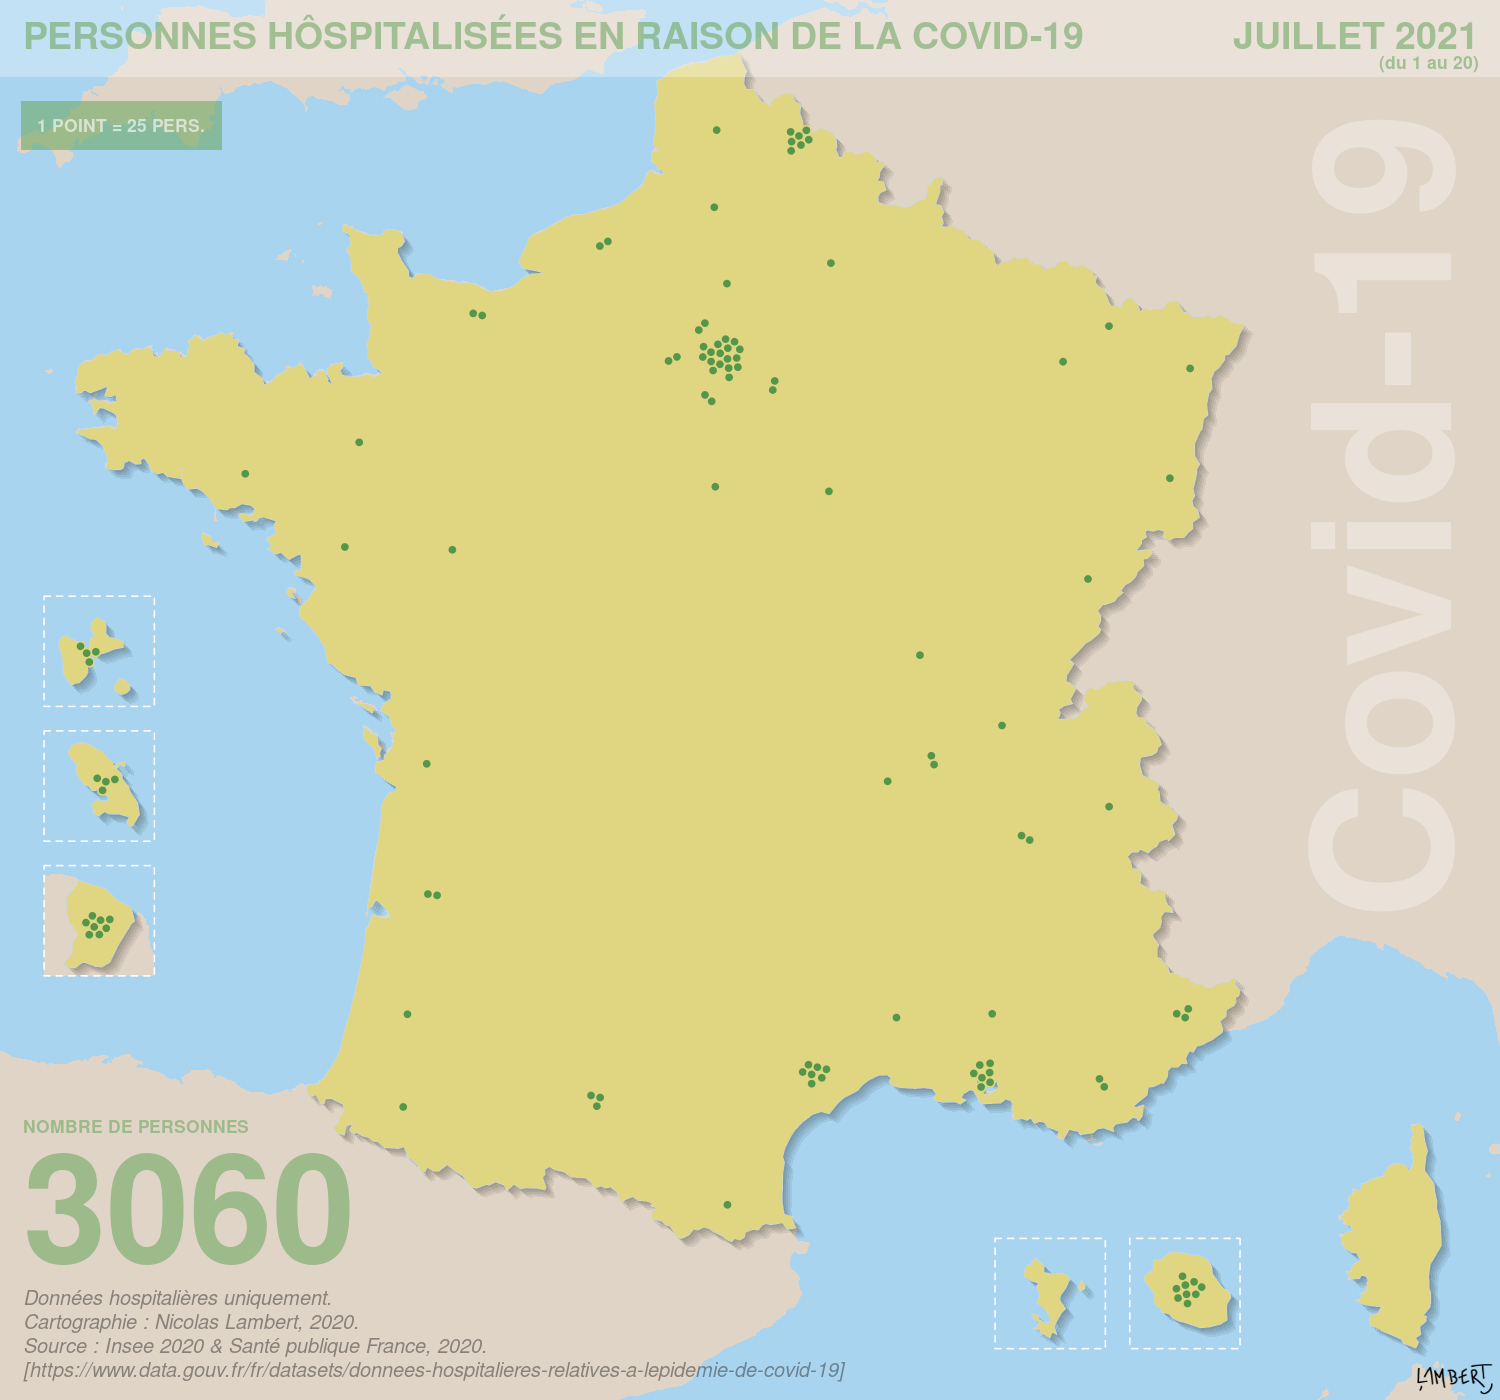 PERSONNES HÔSPITALISÉES EN RAISON DE LA COVID-19
JUILLET 2021
(du 1 au 20)
1 POINT = 25 PERS.
Covid-19
NOMBRE DE PERSONNES
3060
Données hospitalières uniquement.
Cartographie : Nicolas Lambert, 2020.
Source : Insee 2020 & Santé publique France, 2020.
[https://www.data.gouv.fr/fr/datasets/donnees-hospitalieres-relatives-a-lepidemie-de-covid-19]
LAMBERT